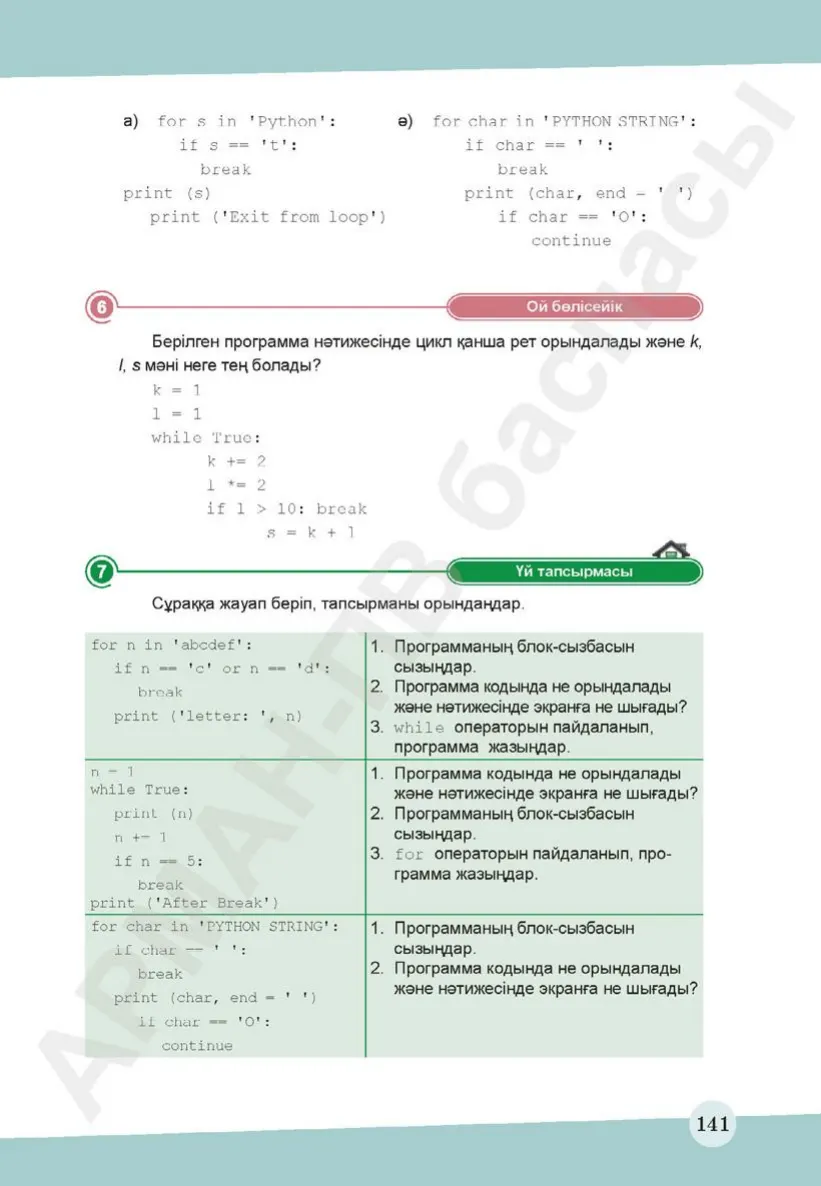 а) for s in 'Python':
if s == 't':
break
print (s)
print ('Exit from loop')
ә) for char in 'PYTHON STRING':
if char == ' ':
break
print (char, end = ' ')
if char == 'O':
continue
6 Ой бөлісейік
Берілген программа нәтижесінде цикл қанша рет орындалады және k,
l, s мәні неге тең болады?
k = 1
l = 1
while True:
k += 2
l *= 2
if l > 10: break
s = k + l
7 Үй тапсырмасы
Сұраққа жауап беріп, тапсырманы орындаңдар.
for n in 'abcdef':
if n == 'c' or n == 'd':
break
print ('letter: ', n)
1. Программаның блок-сызбасын
сызыңдар.
2. Программа кодында не орындалады
және нәтижесінде экранға не шығады?
3. while операторын пайдаланып,
программа жазыңдар.
n = 1
while True:
print (n)
n += 1
if n == 5:
break
print ('After Break')
1. Программа кодында не орындалады
және нәтижесінде экранға не шығады?
2. Программаның блок-сызбасын
сызыңдар.
3. for операторын пайдаланып, про-
грамма жазыңдар.
for char in 'PYTHON STRING':
if char == ' ':
break
print (char, end = ' ')
if char == 'O':
continue
1. Программаның блок-сызбасын
сызыңдар.
2. Программа кодында не орындалады
және нәтижесінде экранға не шығады?
АРМАН-ПВ баспасы
141